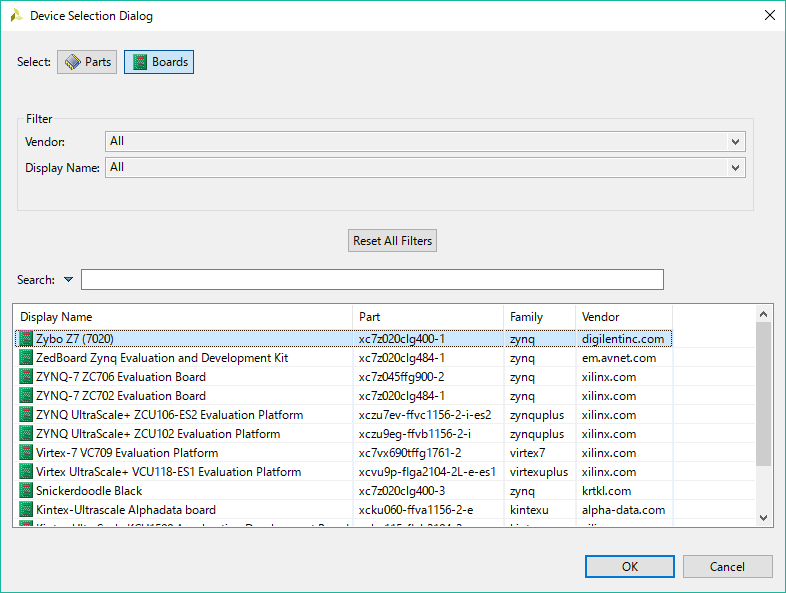 Device Selection Dialog
Select: Parts Boards
Filter
Vendor: All
Display Name: All
Reset All Filters
Search:
Display Name Part Family Vendor
Zybo Z7 (7020) xc7z020clg400-1 zynq digilentinc.com
ZedBoard Zynq Evaluation and Development Kit xc7z020clg484-1 zynq em.avnet.com
ZYNQ-7 ZC706 Evaluation Board xc7z045ffg900-2 zynq xilinx.com
ZYNQ-7 ZC702 Evaluation Board xc7z020clg484-1 zynq xilinx.com
ZYNQ UltraScale+ ZCU106-ES2 Evaluation Platform xczu7ev-ffvc1156-2-i-es2 zynquplus xilinx.com
ZYNQ UltraScale+ ZCU102 Evaluation Platform xczu9eg-ffvb1156-2-i zynquplus xilinx.com
Virtex-7 VC709 Evaluation Platform xc7vx690tffg1761-2 virtex7 xilinx.com
Virtex UltraScale+ VCU118-ES1 Evaluation Platform xcvu9p-flga2104-2L-e-es1 virtexuplus xilinx.com
Snickerdoodle Black xc7z020clg400-3 zynq krtkl.com
Kintex-Ultrascale Alphadata board xcku060-ffva1156-2-e kintexu alpha-data.com
OK Cancel